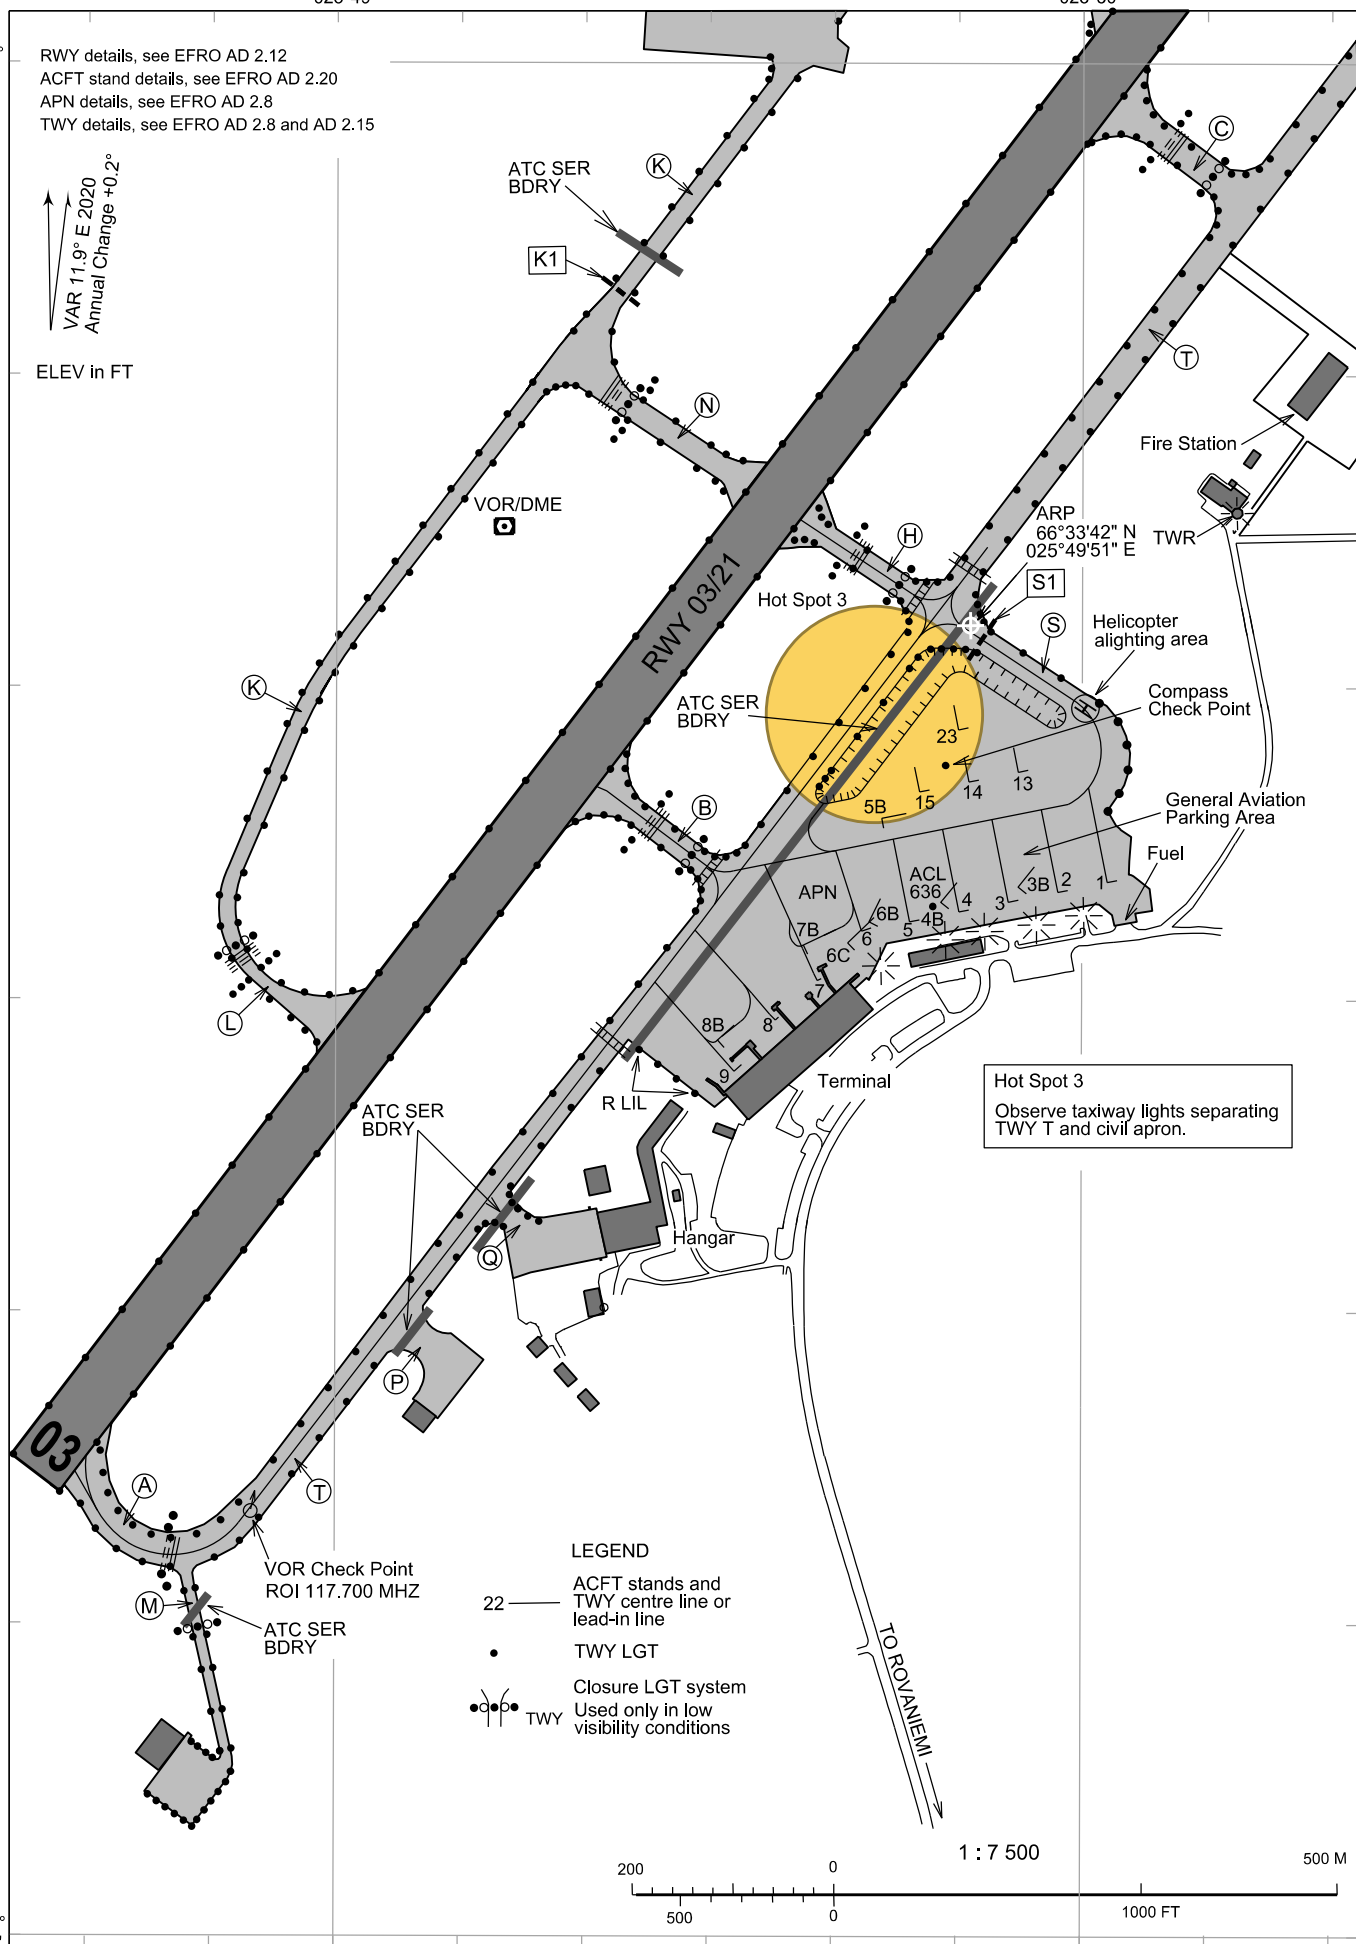 RWY details, see EFRO AD 2.12
ACFT stand details, see EFRO AD 2.20
APN details, see EFRO AD 2.8
TWY details, see EFRO AD 2.8 and AD 2.15
VAR 11.9° E 2020
Annual Change +0.2°
ELEV in FT
ATC SER
BDRY
K
K1
C
N
T
VOR/DME
H
Fire Station
TWR
ARP
66°33'42" N
025°49'51" E
S1
S
RWY 03/21
Hot Spot 3
Helicopter
alighting area
H
K
ATC SER
BDRY
Compass
Check Point
23
15
14
13
5B
B
General Aviation
Parking Area
Fuel
APN
ACL
636
7B
6C
6
6B
5
4B
4
3
3B
2
1
7
8
8B
9
L
R LIL
Terminal
Hot Spot 3
Observe taxiway lights separating
TWY T and civil apron.
ATC SER
BDRY
Q
Hangar
P
03
A
T
VOR Check Point
ROI 117.700 MHZ
M
ATC SER
BDRY
LEGEND
22
ACFT stands and
TWY centre line or
lead-in line
TWY LGT
TWY
Closure LGT system
Used only in low
visibility conditions
TO ROVANIEMI
1 : 7 500
200
0
500 M
500
0
1000 FT